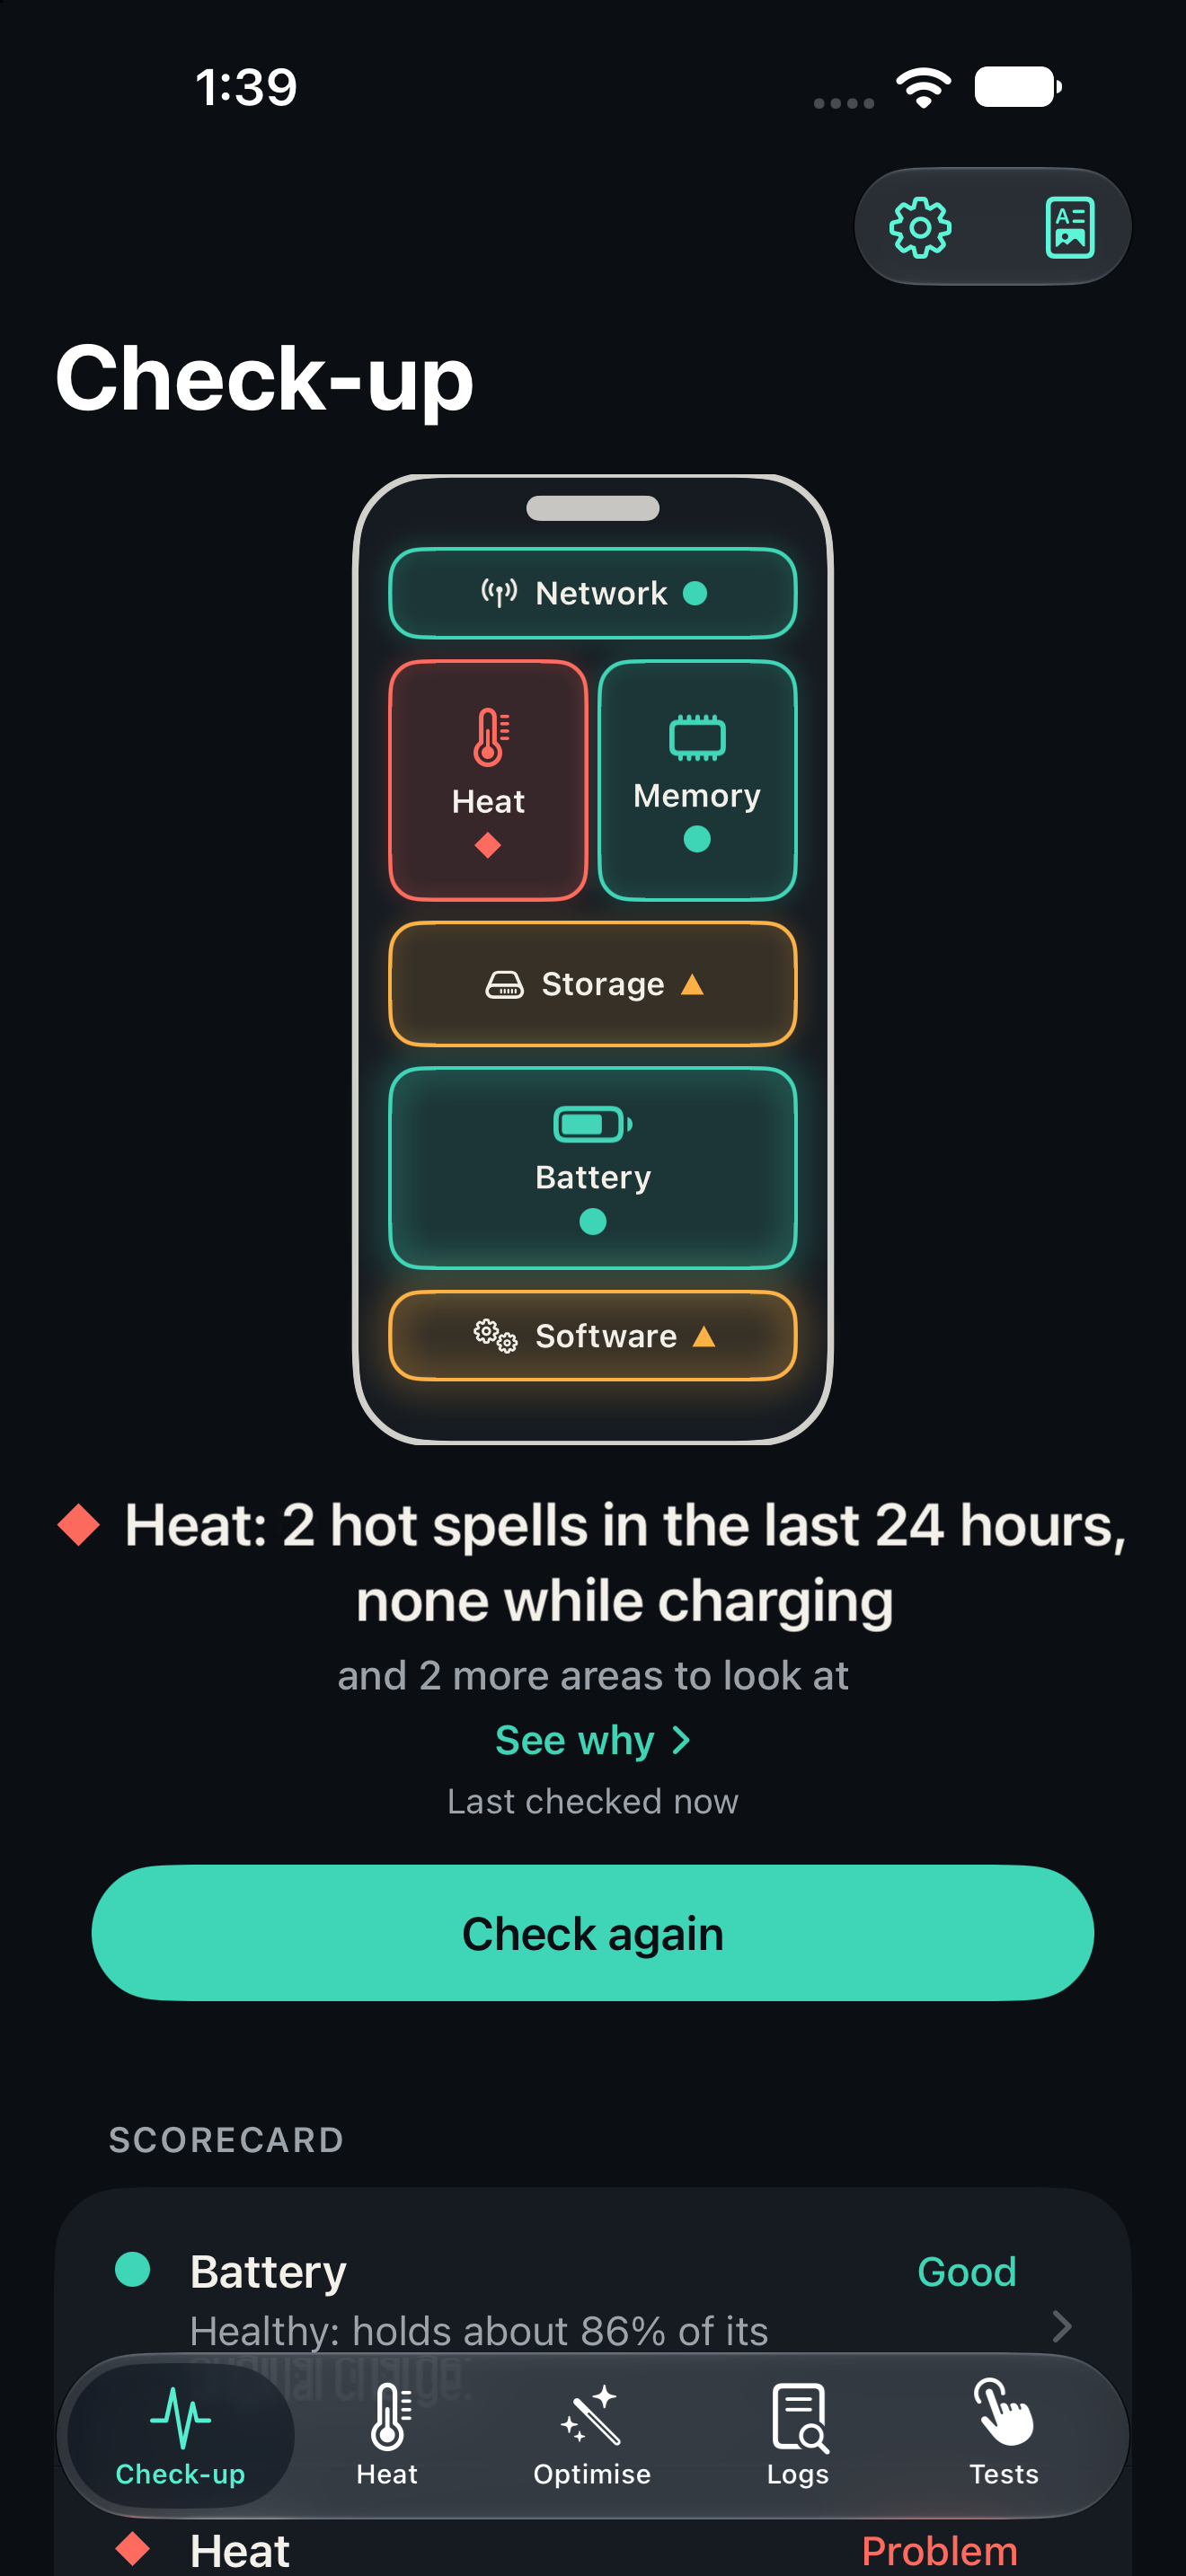 1:39
Check-up
Network
Heat
Memory
Storage
Battery
Software
Heat: 2 hot spells in the last 24 hours,
none while charging
and 2 more areas to look at
See why
Last checked now
Check again
SCORECARD
Battery
Good
Healthy: holds about 86% of its
Check-up
Heat
Optimise
Logs
Tests
Heat
Problem